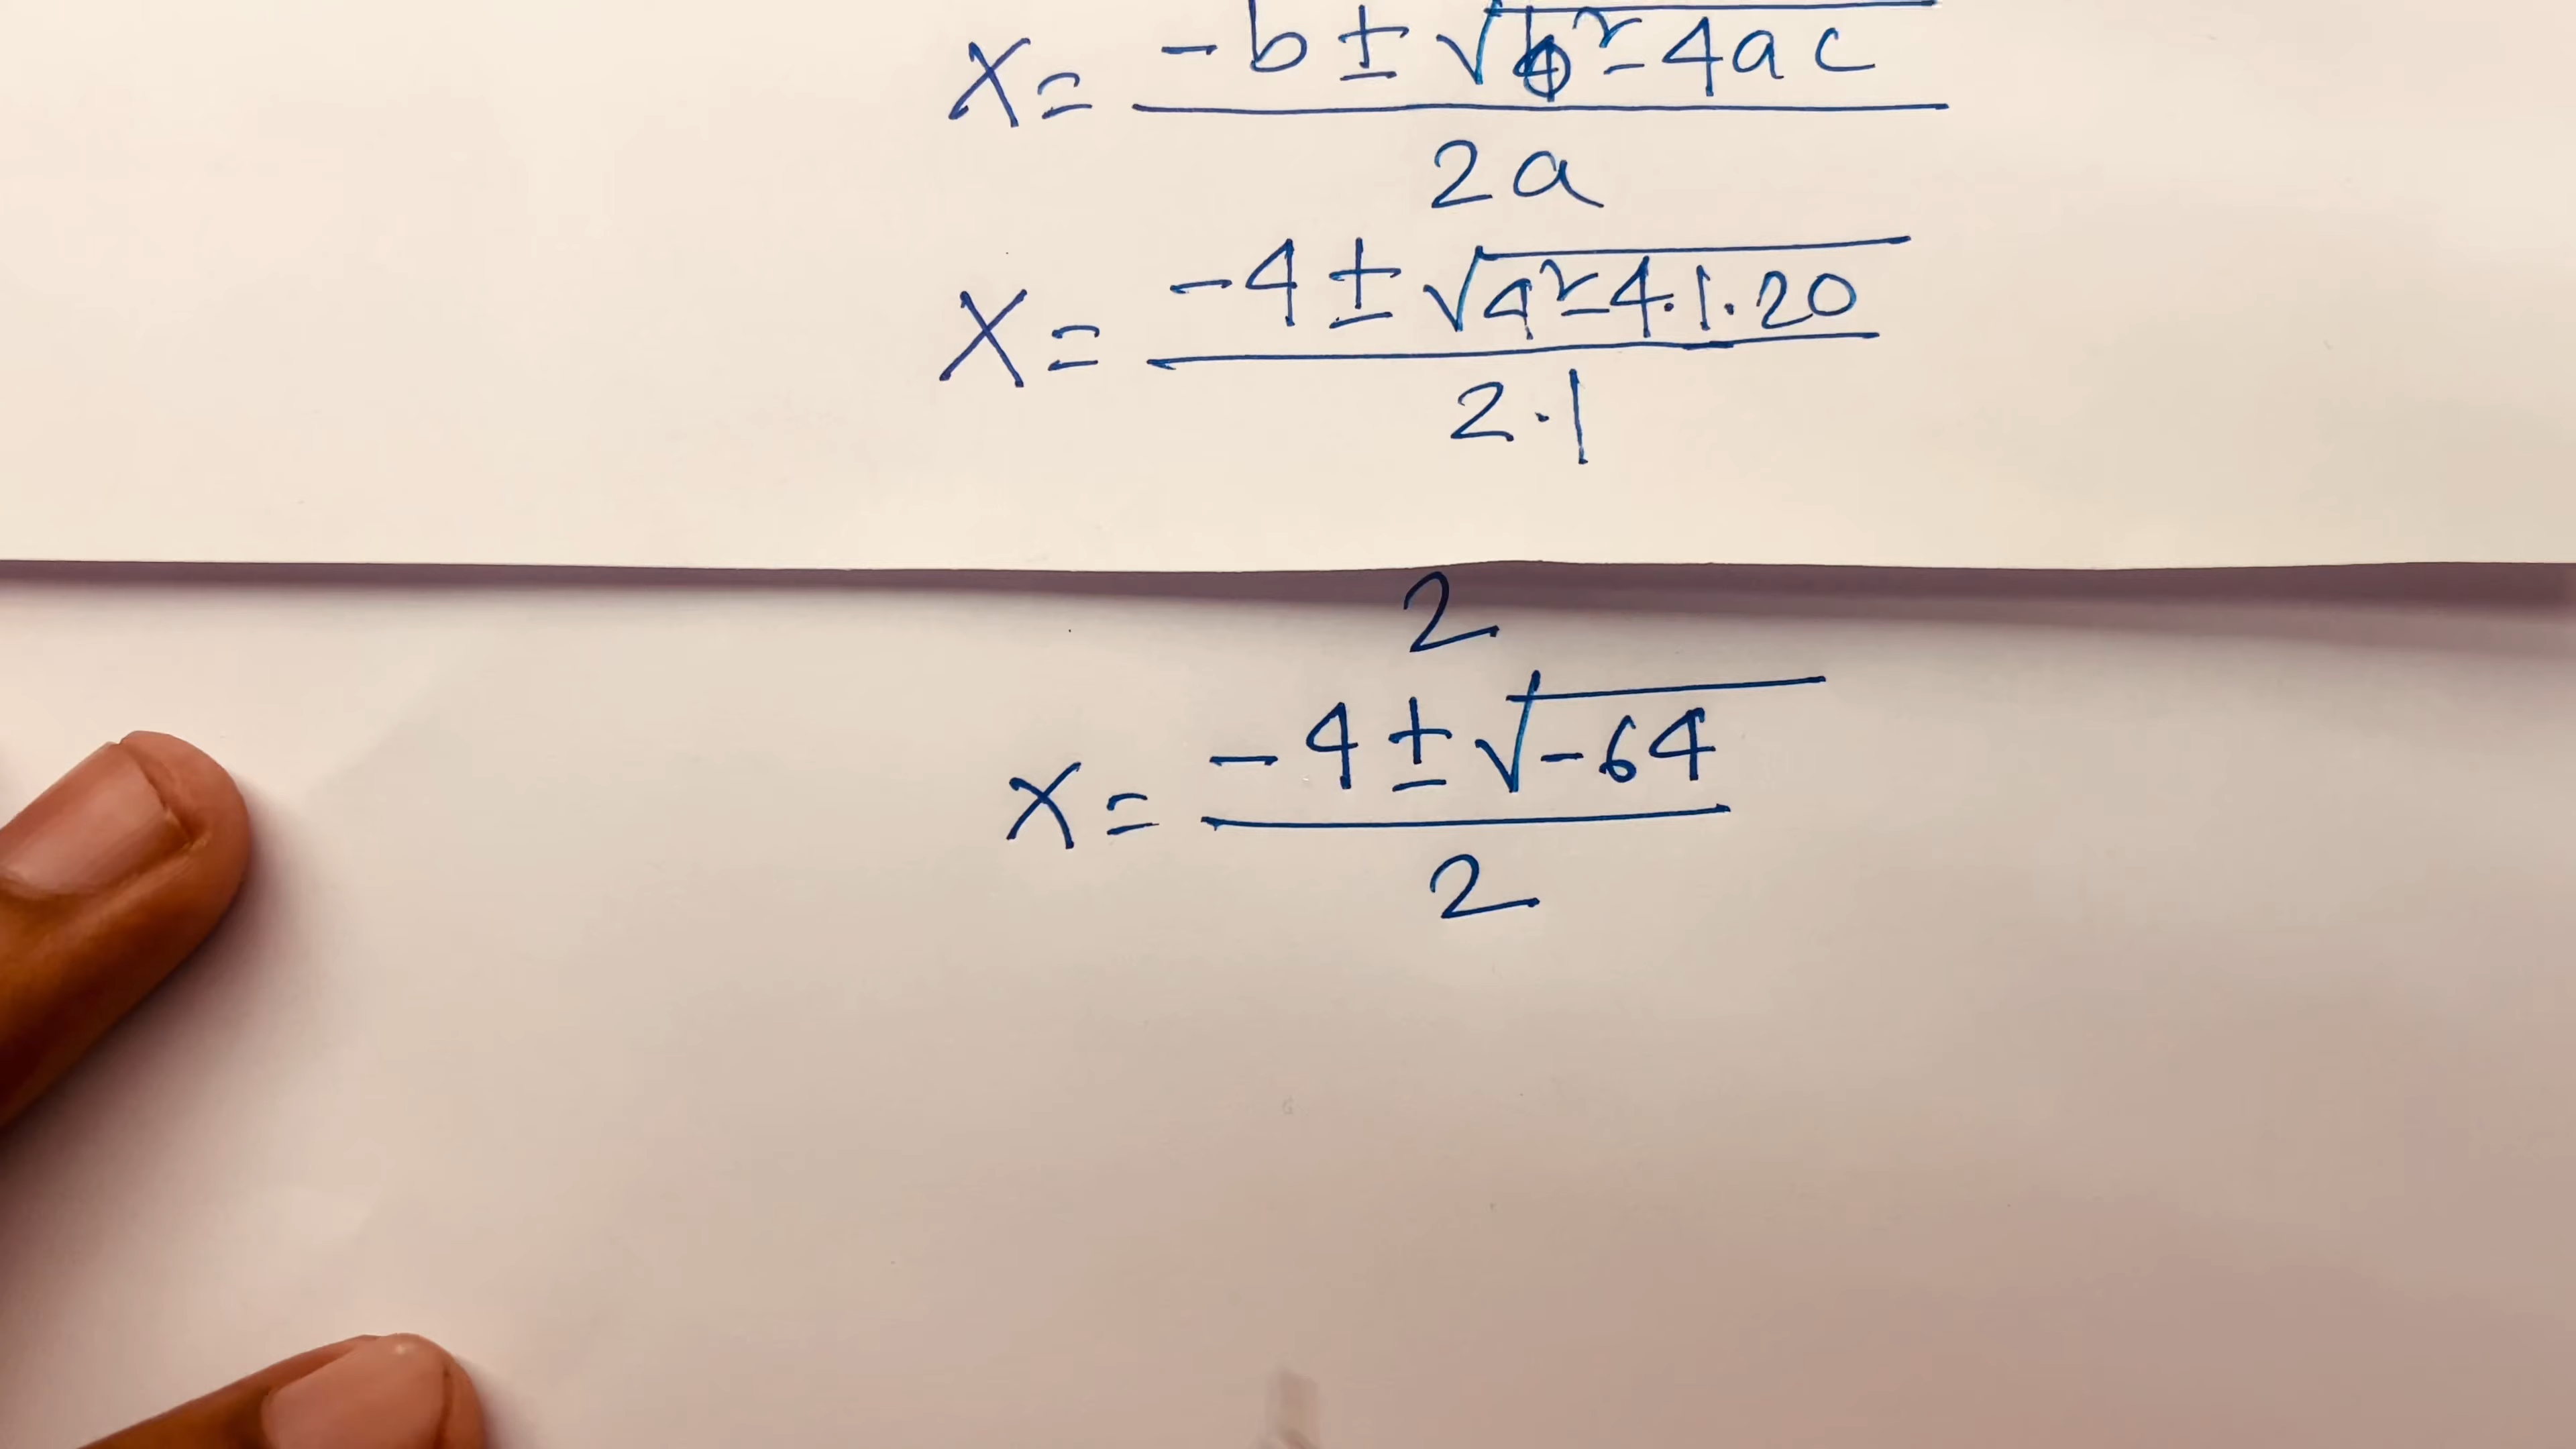 x = -b ± √b² - 4ac
2a
x = -4 ± √4² - 4.1.20
2.1
2
x = -4 ± √-64
2